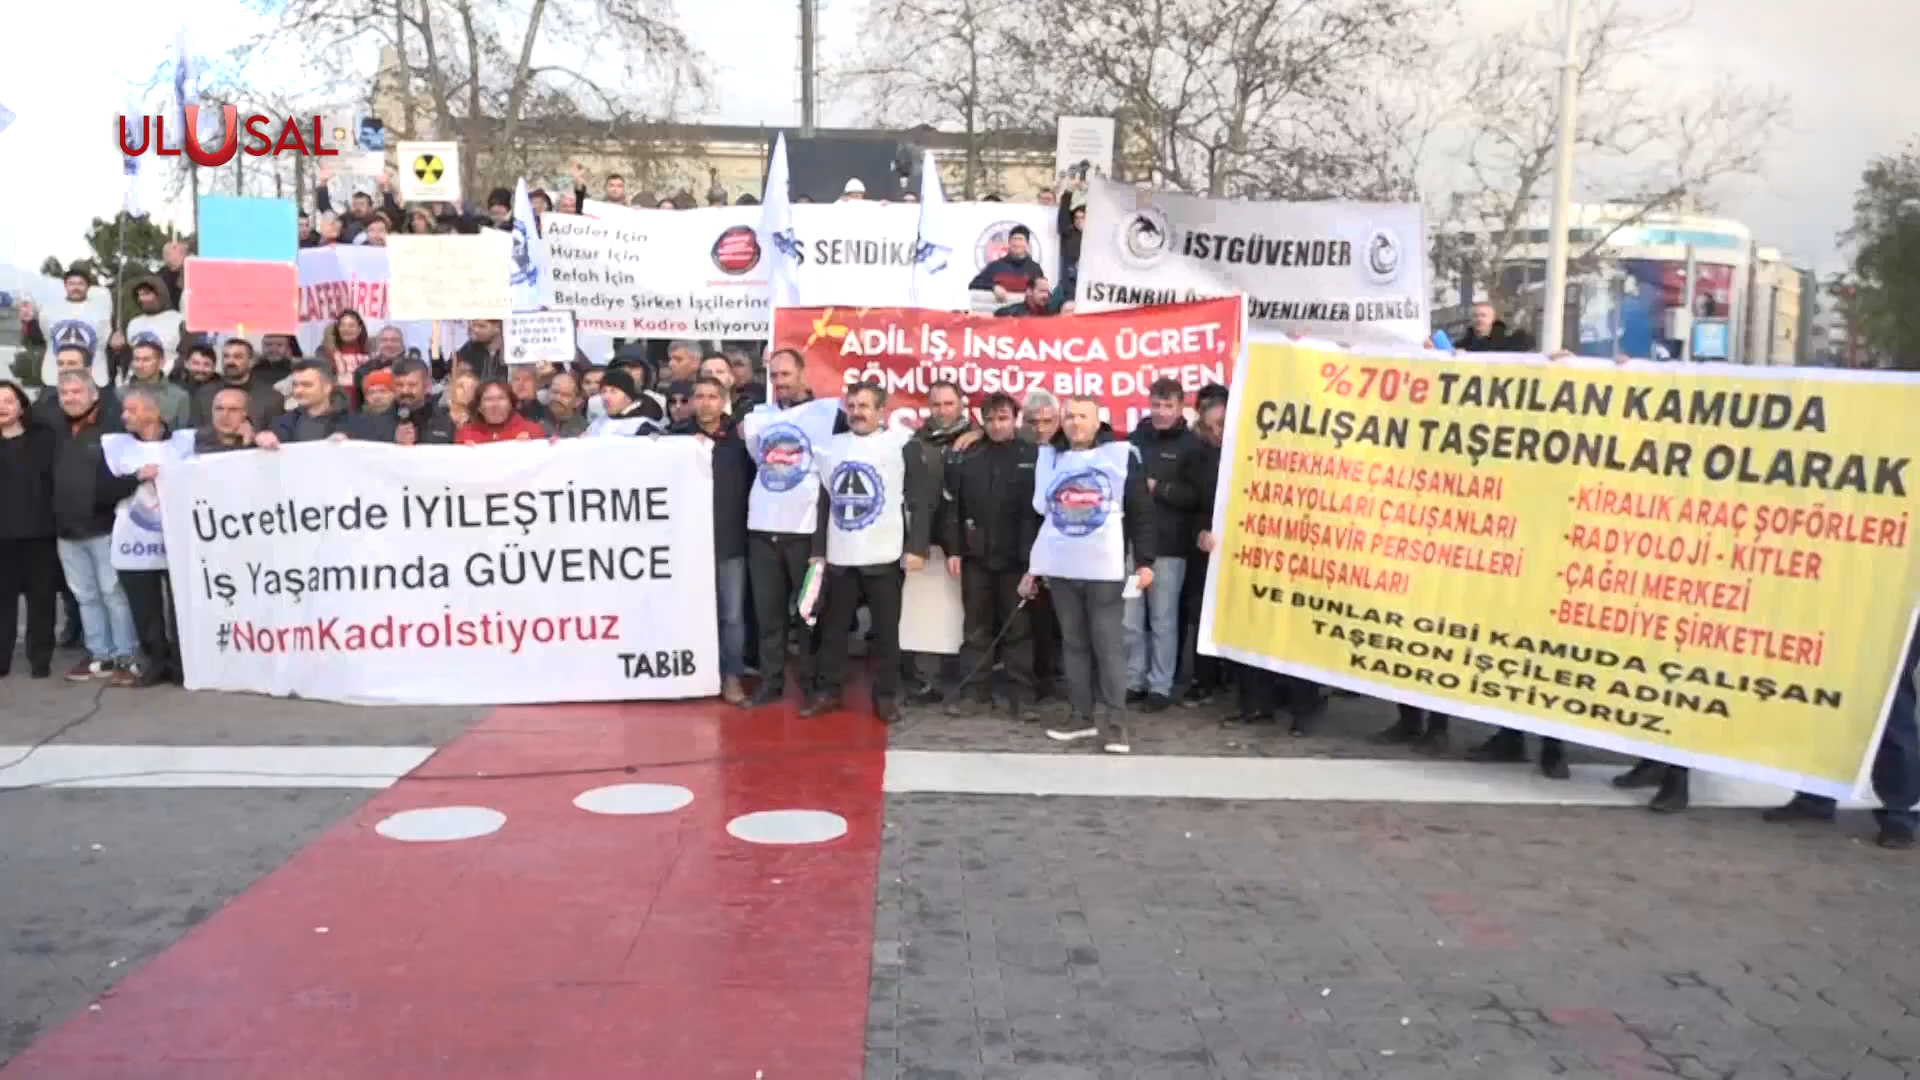 ULUSAL
Adalet İçin
Huzur İçin
Refah İçin
Belediye Şirket İşçilerine
Kadro İstiyoruz
SENDİKA
İSTGÜVENDER
İSTANBUL GÜVENLİKLER DERNEĞİ
ADİL İŞ, İNSANCA ÜCRET,
SÖMÜRÜSÜZ BİR DÜZEN
Ücretlerde İYİLEŞTİRME
İş Yaşamında GÜVENCE
#NormKadroİstiyoruz
TABİB
%70'e TAKILAN KAMUDA
ÇALIŞAN TAŞERONLAR OLARAK
-YEMEKHANE ÇALIŞANLARI
-KARAYOLLARI ÇALIŞANLARI
-KGM MÜŞAVİR PERSONELLERİ
-HBYS ÇALIŞANLARI
-KİRALIK ARAÇ ŞOFÖRLERİ
-RADYOLOJİ - KİTLER
-ÇAĞRI MERKEZİ
-BELEDİYE ŞİRKETLERİ
VE BUNLAR GİBİ KAMUDA ÇALIŞAN
TAŞERON İŞÇİLER ADINA
KADRO İSTİYORUZ.